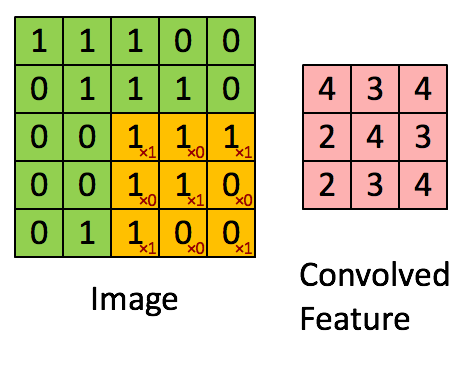 1 1 1 0 0
0 1 1 1 0
0 0 1×1 1×0 1×1
0 0 1×0 1×1 0×0
0 1 1×1 0×0 0×1
Image
4 3 4
2 4 3
2 3 4
Convolved
Feature